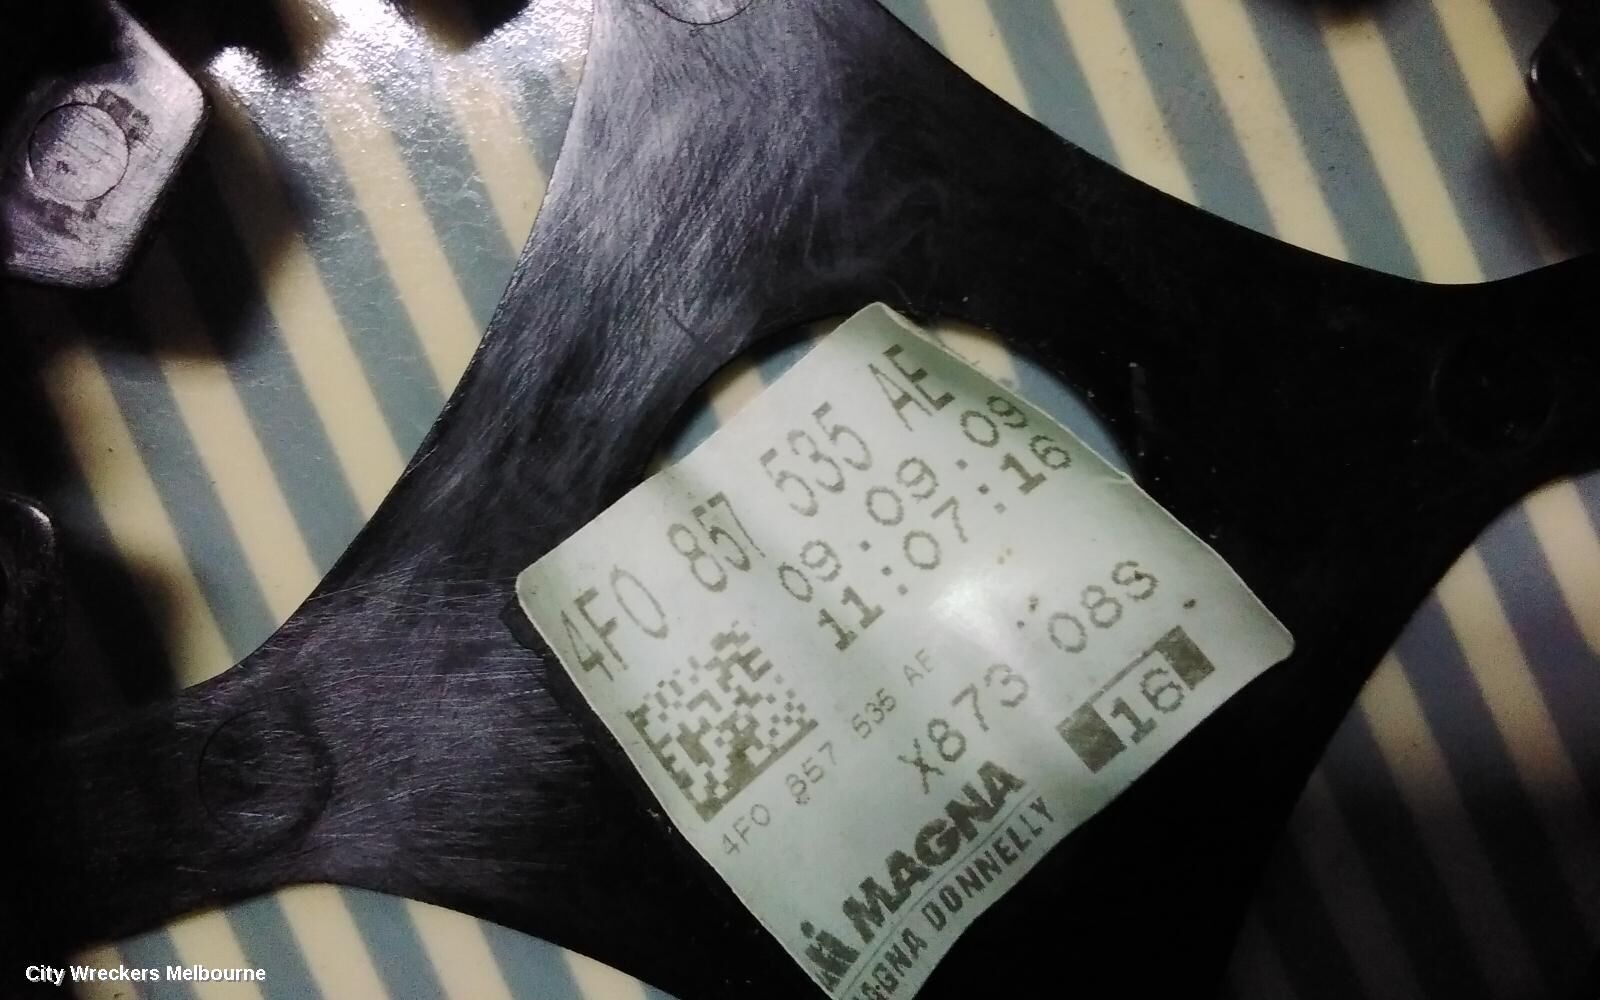 4F0 857 535 AE
09:09:09
11:07:16
4F0 857 535 AE
X873 08S
16
MAGNA
MAGNA DONNELLY
City Wreckers Melbourne